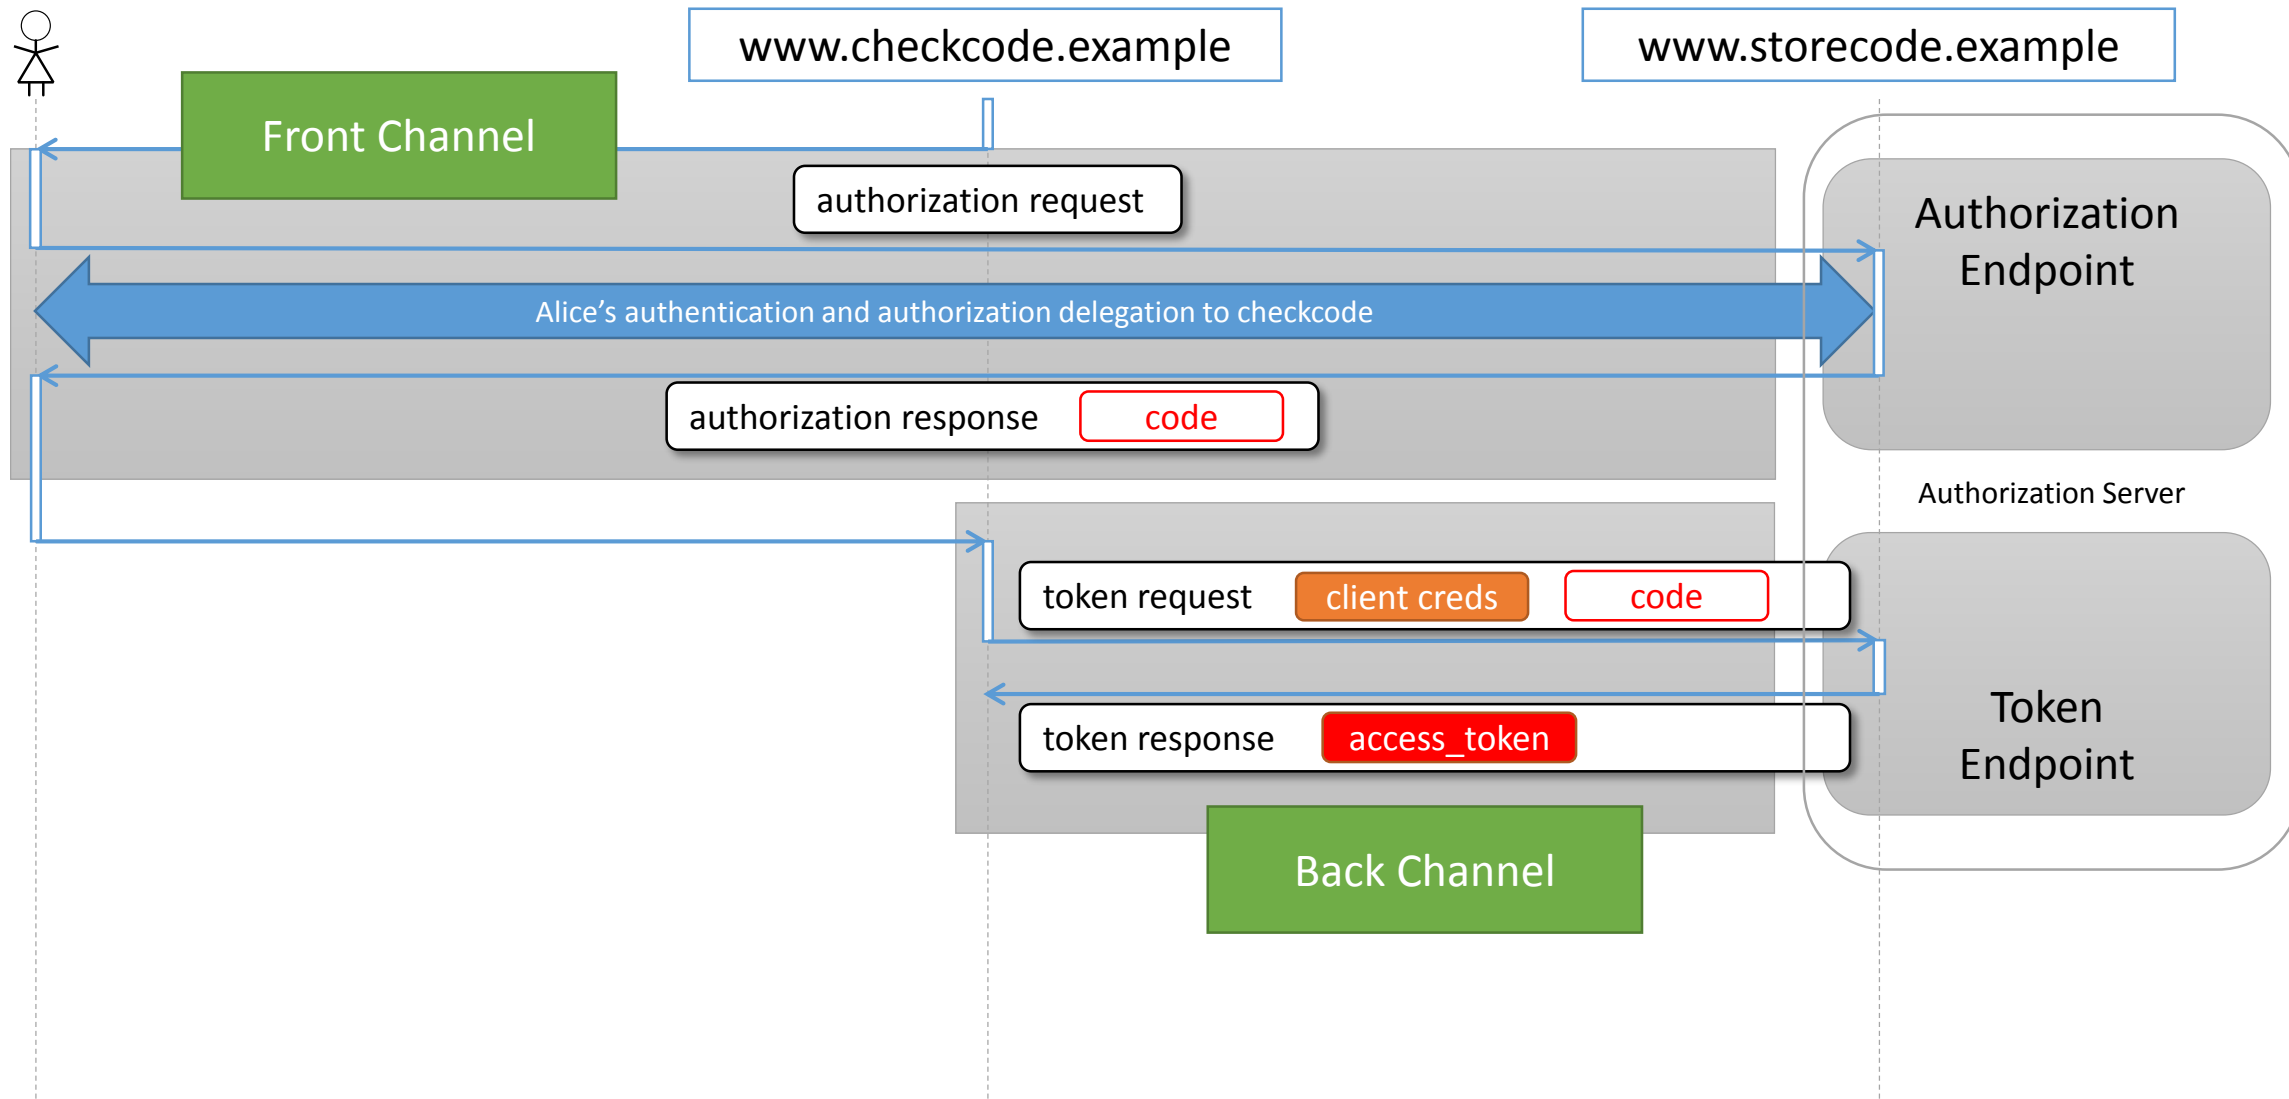 www.checkcode.example
www.storecode.example
Front Channel
authorization request
Authorization
Endpoint
Alice’s authentication and authorization delegation to checkcode
authorization response
code
Authorization Server
token request
client creds
code
token response
access_token
Token
Endpoint
Back Channel